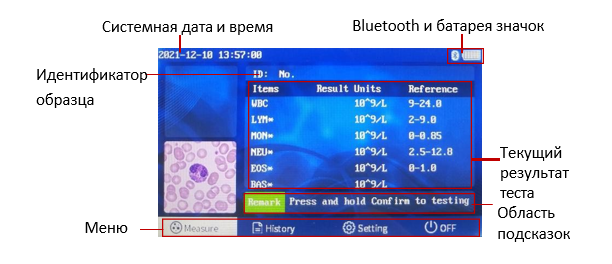 Системная дата и время
Bluetooth и батарея значок
2021-12-10 13:57:00
Идентификатор
образца
ID: No.
Items Result Units Reference
WBC 10^9/L 9-24.0
LYM* 10^9/L 2-9.0
MON* 10^9/L 0-0.85
NEU* 10^9/L 2.5-12.0
EOS* 10^9/L 0-1.0
BAS* 10^9/L
Текущий
результат
теста
Remark Press and hold Confirm to testing
Область
подсказок
Меню
Measure History Setting OFF